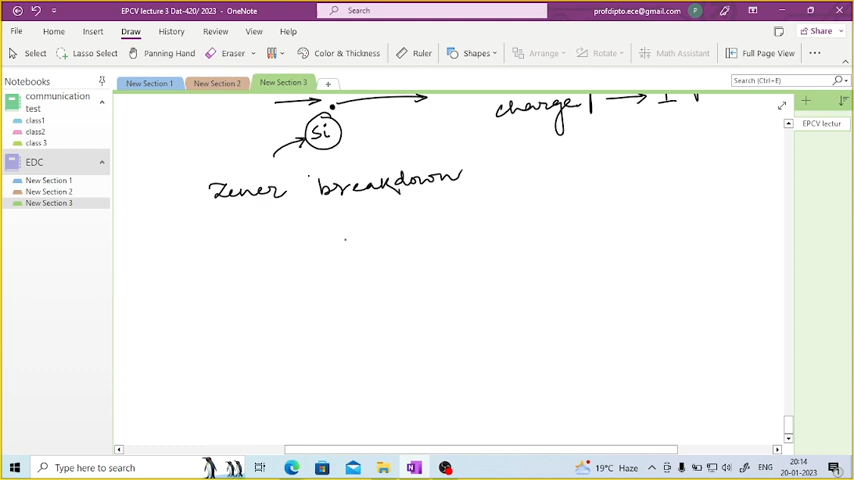 EPCV lecture 3 Dat-420/ 2023 - OneNote
Search
profdipto.ece@gmail.com
P
File Home Insert Draw History Review View Help
Share
Select Lasso Select Panning Hand Eraser Color & Thickness Ruler Shapes Arrange Rotate Math Assistant Full Page View
Notebooks
New Section 1 New Section 2 New Section 3 +
Search (Ctrl+E)
communication
test
class1
class2
class 3
EDC
New Section 1
New Section 2
New Section 3
EPCV lectur
charge → I
Si
Zener breakdown
Type here to search
19°C Haze
ENG
20:14
20-01-2023
1